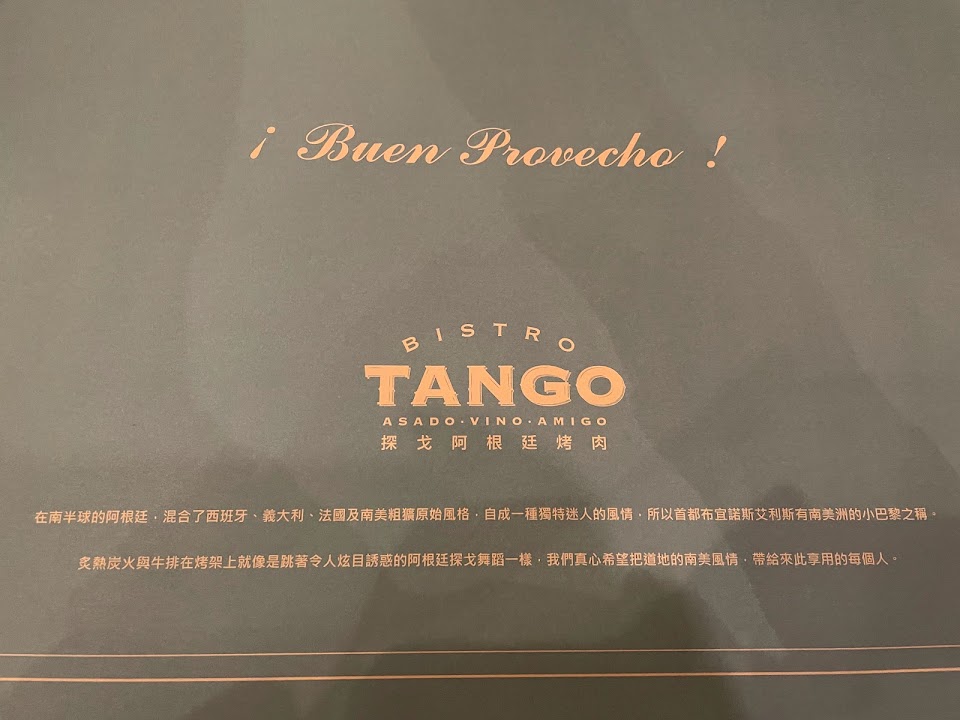 ¡ Buen Provecho !
BISTRO
TANGO
ASADO·VINO·AMIGO
探戈阿根廷烤肉
在南半球的阿根廷，混合了西班牙、義大利、法國及南美粗獷原始風格，自成一種獨特迷人的風情，所以首都布宜諾斯艾利斯有南美洲的小巴黎之稱。
炙熱炭火與牛排在烤架上就像是跳著令人炫目誘惑的阿根廷探戈舞蹈一樣，我們真心希望把道地的南美風情，帶給來此享用的每個人。